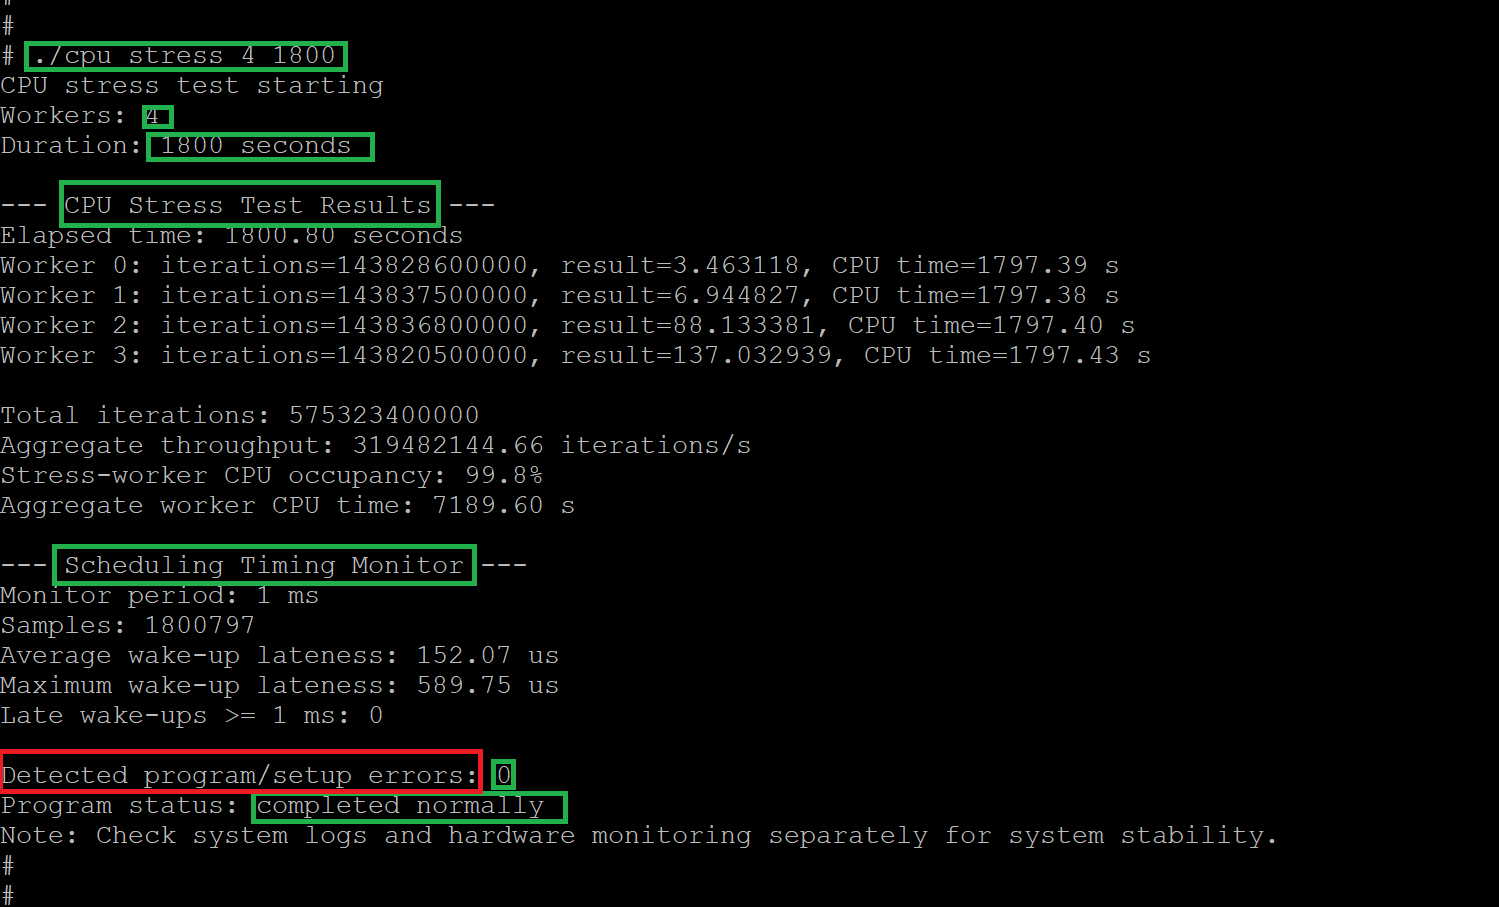 #
#
# ./cpu stress 4 1800
CPU stress test starting
Workers: 4
Duration: 1800 seconds
--- CPU Stress Test Results ---
Elapsed time: 1800.80 seconds
Worker 0: iterations=143828600000, result=3.463118, CPU time=1797.39 s
Worker 1: iterations=143837500000, result=6.944827, CPU time=1797.38 s
Worker 2: iterations=143836800000, result=88.133381, CPU time=1797.40 s
Worker 3: iterations=143820500000, result=137.032939, CPU time=1797.43 s
Total iterations: 575323400000
Aggregate throughput: 319482144.66 iterations/s
Stress-worker CPU occupancy: 99.8%
Aggregate worker CPU time: 7189.60 s
--- Scheduling Timing Monitor ---
Monitor period: 1 ms
Samples: 1800797
Average wake-up lateness: 152.07 us
Maximum wake-up lateness: 589.75 us
Late wake-ups >= 1 ms: 0
Detected program/setup errors: 0
Program status: completed normally
Note: Check system logs and hardware monitoring separately for system stability.
#
#